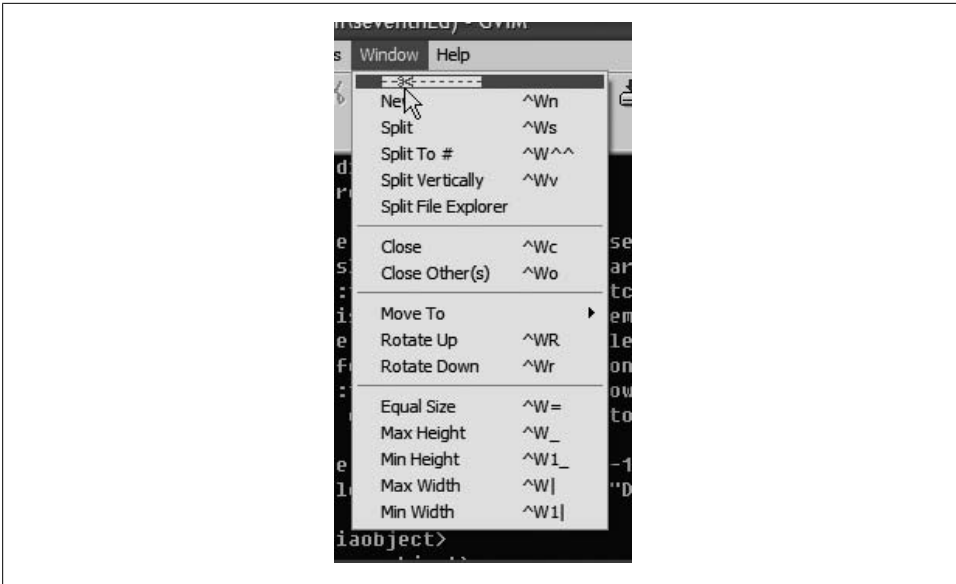 Window Help
New ^Wn
Split ^Ws
Split To # ^W^^
Split Vertically ^Wv
Split File Explorer
Close ^Wc
Close Other(s) ^Wo
Move To
Rotate Up ^WR
Rotate Down ^Wr
Equal Size ^W=
Max Height ^W_
Min Height ^W1_
Max Width ^W|
Min Width ^W1|
iaobject>